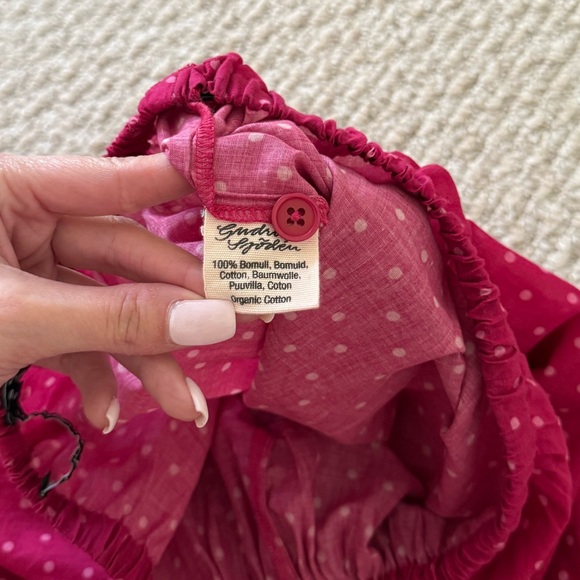 Gudrun
Sjödén
100% Bomull, Bomuld,
Cotton, Baumwolle,
Puuvilla, Coton
Organic Cotton